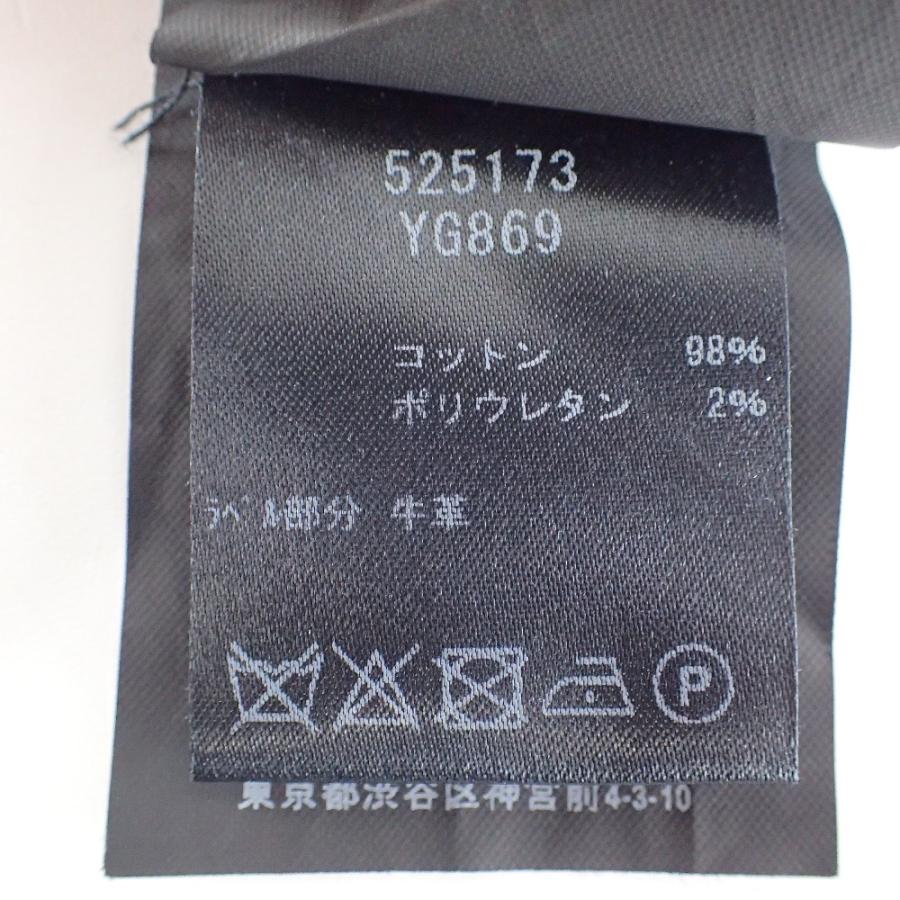 525173
YG869
コットン 98%
ポリウレタン 2%
ﾗﾍﾞﾙ部分 牛革
P
東京都渋谷区神宮前4-3-10